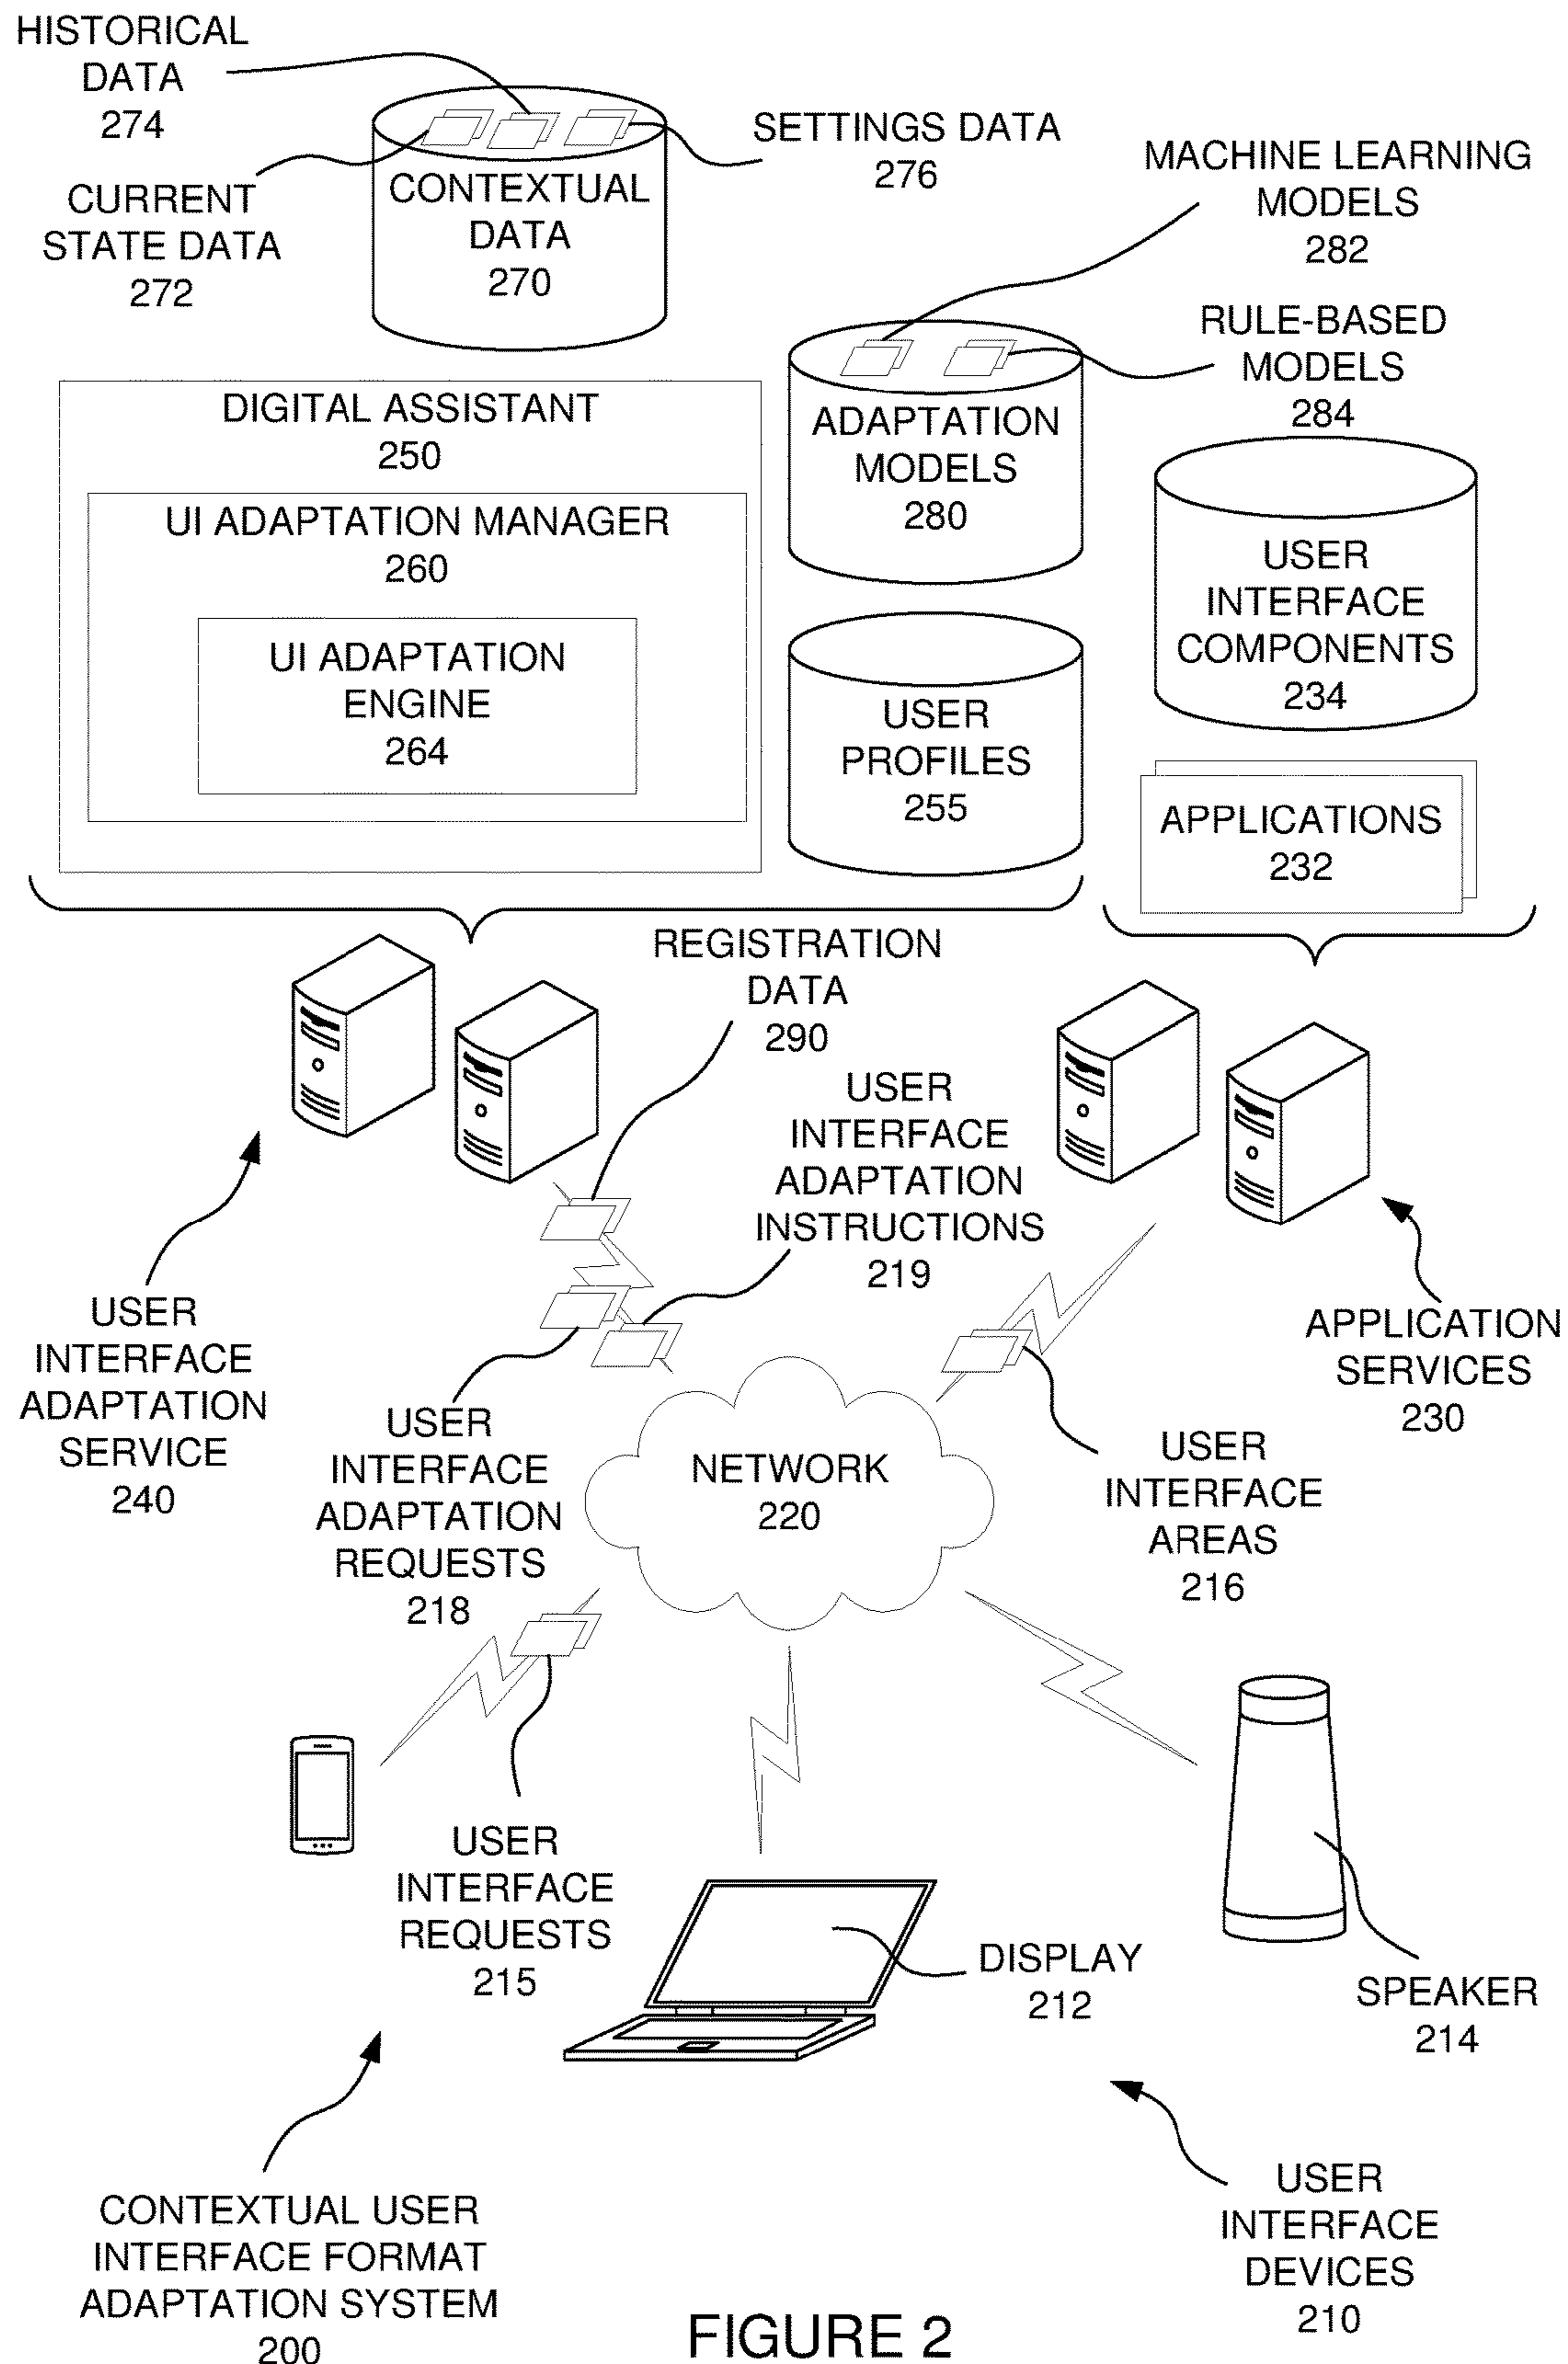 HISTORICAL
DATA
274
SETTINGS DATA
276
MACHINE LEARNING
MODELS
282
CURRENT
STATE DATA
272
CONTEXTUAL
DATA
270
RULE-BASED
MODELS
284
DIGITAL ASSISTANT
250
UI ADAPTATION MANAGER
260
UI ADAPTATION
ENGINE
264
ADAPTATION
MODELS
280
USER
PROFILES
255
USER
INTERFACE
COMPONENTS
234
APPLICATIONS
232
REGISTRATION
DATA
290
USER
INTERFACE
ADAPTATION
INSTRUCTIONS
219
USER
INTERFACE
ADAPTATION
SERVICE
240
APPLICATION
SERVICES
230
USER
INTERFACE
ADAPTATION
REQUESTS
218
NETWORK
220
USER
INTERFACE
AREAS
216
USER
INTERFACE
REQUESTS
215
DISPLAY
212
SPEAKER
214
CONTEXTUAL USER
INTERFACE FORMAT
ADAPTATION SYSTEM
200
USER
INTERFACE
DEVICES
210
FIGURE 2